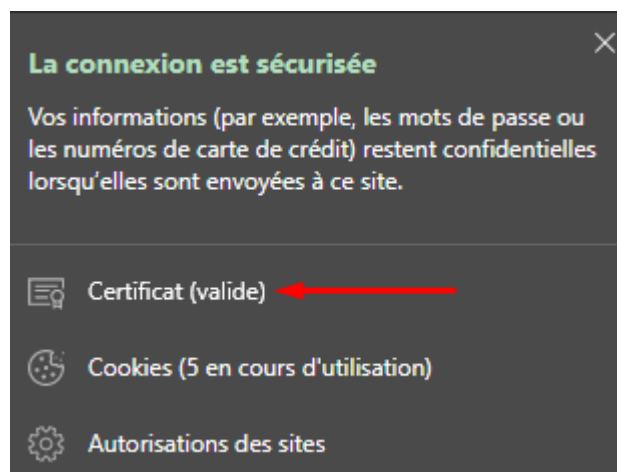 La connexion est sécurisée
Vos informations (par exemple, les mots de passe ou
les numéros de carte de crédit) restent confidentielles
lorsqu'elles sont envoyées à ce site.
Certificat (valide)
Cookies (5 en cours d'utilisation)
Autorisations des sites